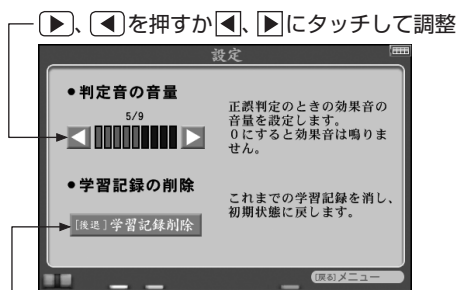 ▶、◀を押すか◀、▶にタッチして調整
設定
●判定音の音量
5/9
正誤判定のときの効果音の
音量を設定します。
0にすると効果音は鳴りま
せん。
●学習記録の削除
[後退]学習記録削除
これまでの学習記録を消し、
初期状態に戻します。
[戻る]メニュー